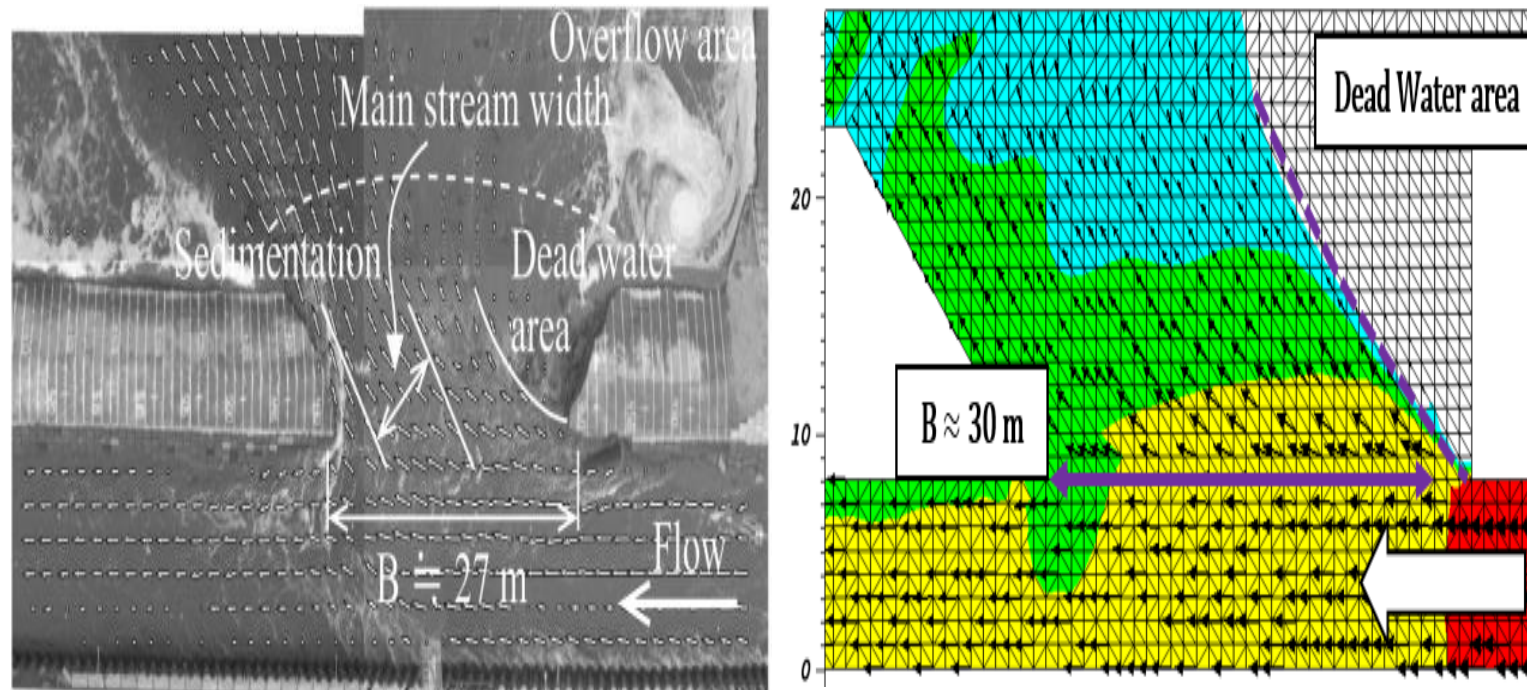 Overflow area
Main stream width
Sedimentation
Dead water
area
Flow
B ≒ 27 m
Dead Water area
20
B ≈ 30 m
10
0